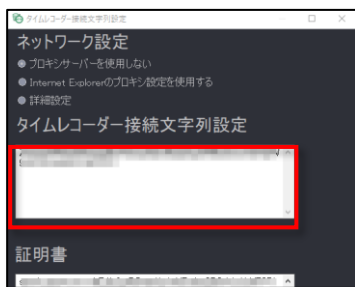 タイムレコーダー接続文字列設定
ネットワーク設定
プロキシサーバーを使用しない
Internet Explorerのプロキシ設定を使用する
詳細設定
タイムレコーダー接続文字列設定
証明書